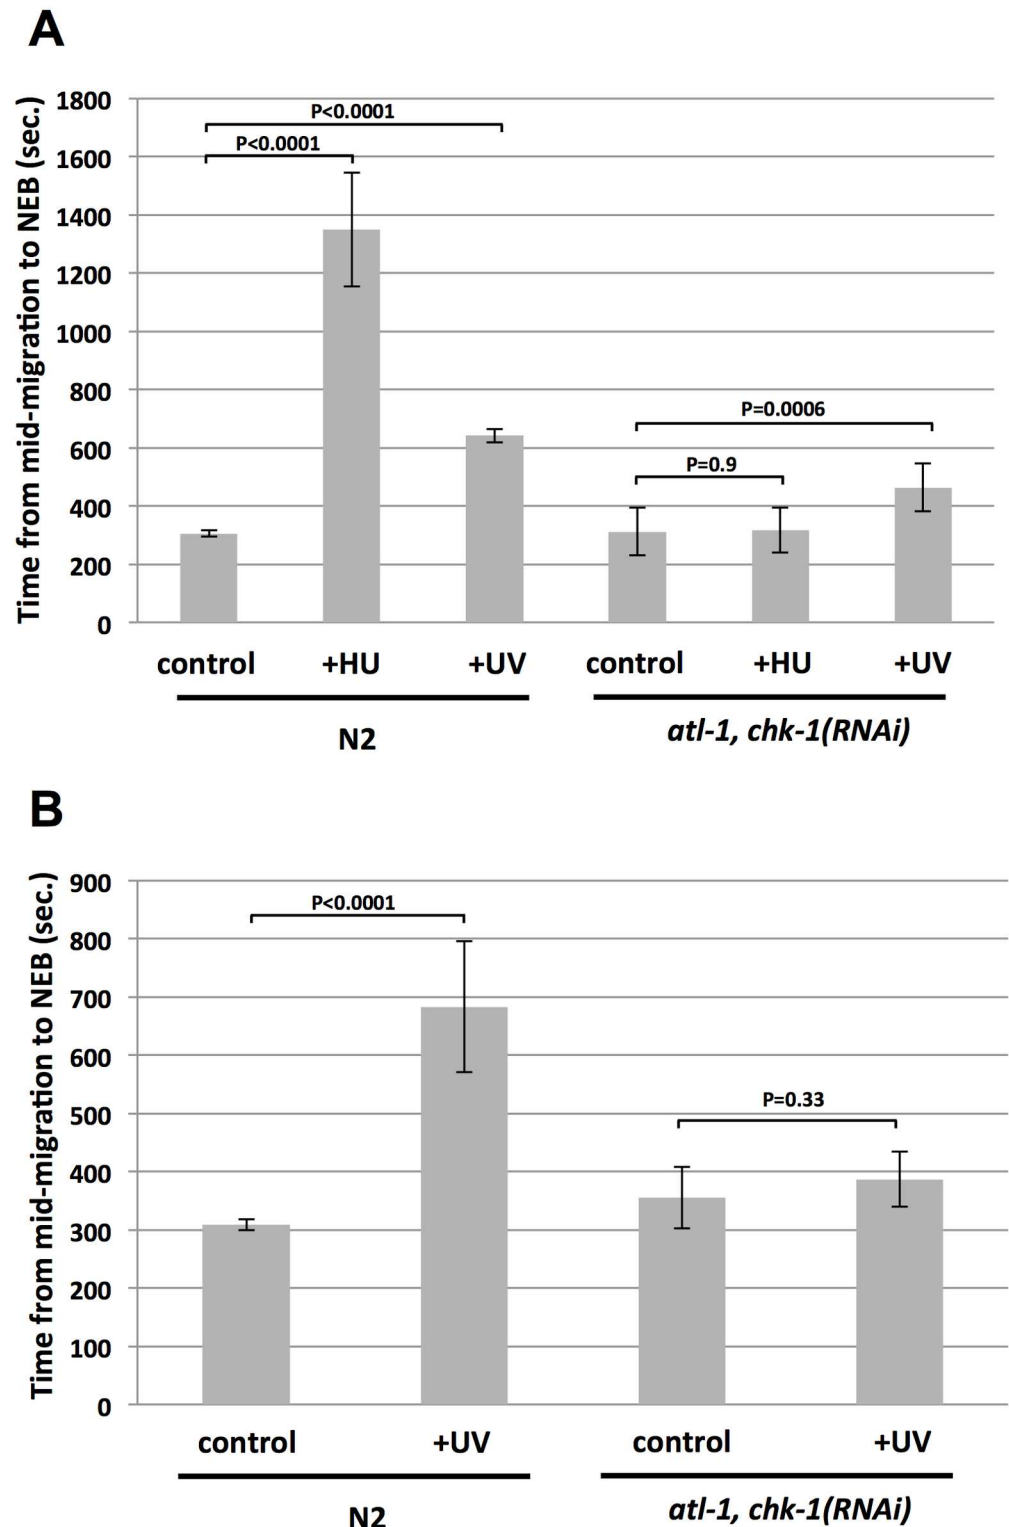 A
Time from mid-migration to NEB (sec.)
1800
1600
1400
1200
1000
800
600
400
200
0
P<0.0001
P<0.0001
P=0.0006
P=0.9
control +HU +UV control +HU +UV
N2 atl-1, chk-1(RNAi)
B
Time from mid-migration to NEB (sec.)
900
800
700
600
500
400
300
200
100
0
P<0.0001
P=0.33
control +UV control +UV
N2 atl-1, chk-1(RNAi)